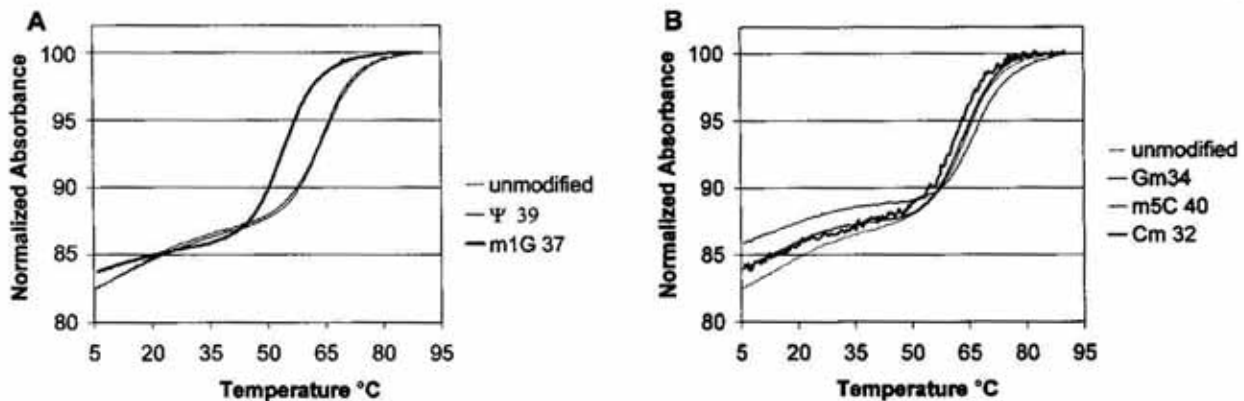 A
Normalized Absorbance
100
95
90
85
80
5 20 35 50 65 80 95
Temperature °C
unmodified
Ψ 39
m1G 37
B
Normalized Absorbance
100
95
90
85
80
5 20 35 50 65 80 95
Temperature °C
unmodified
Gm34
m5C 40
Cm 32